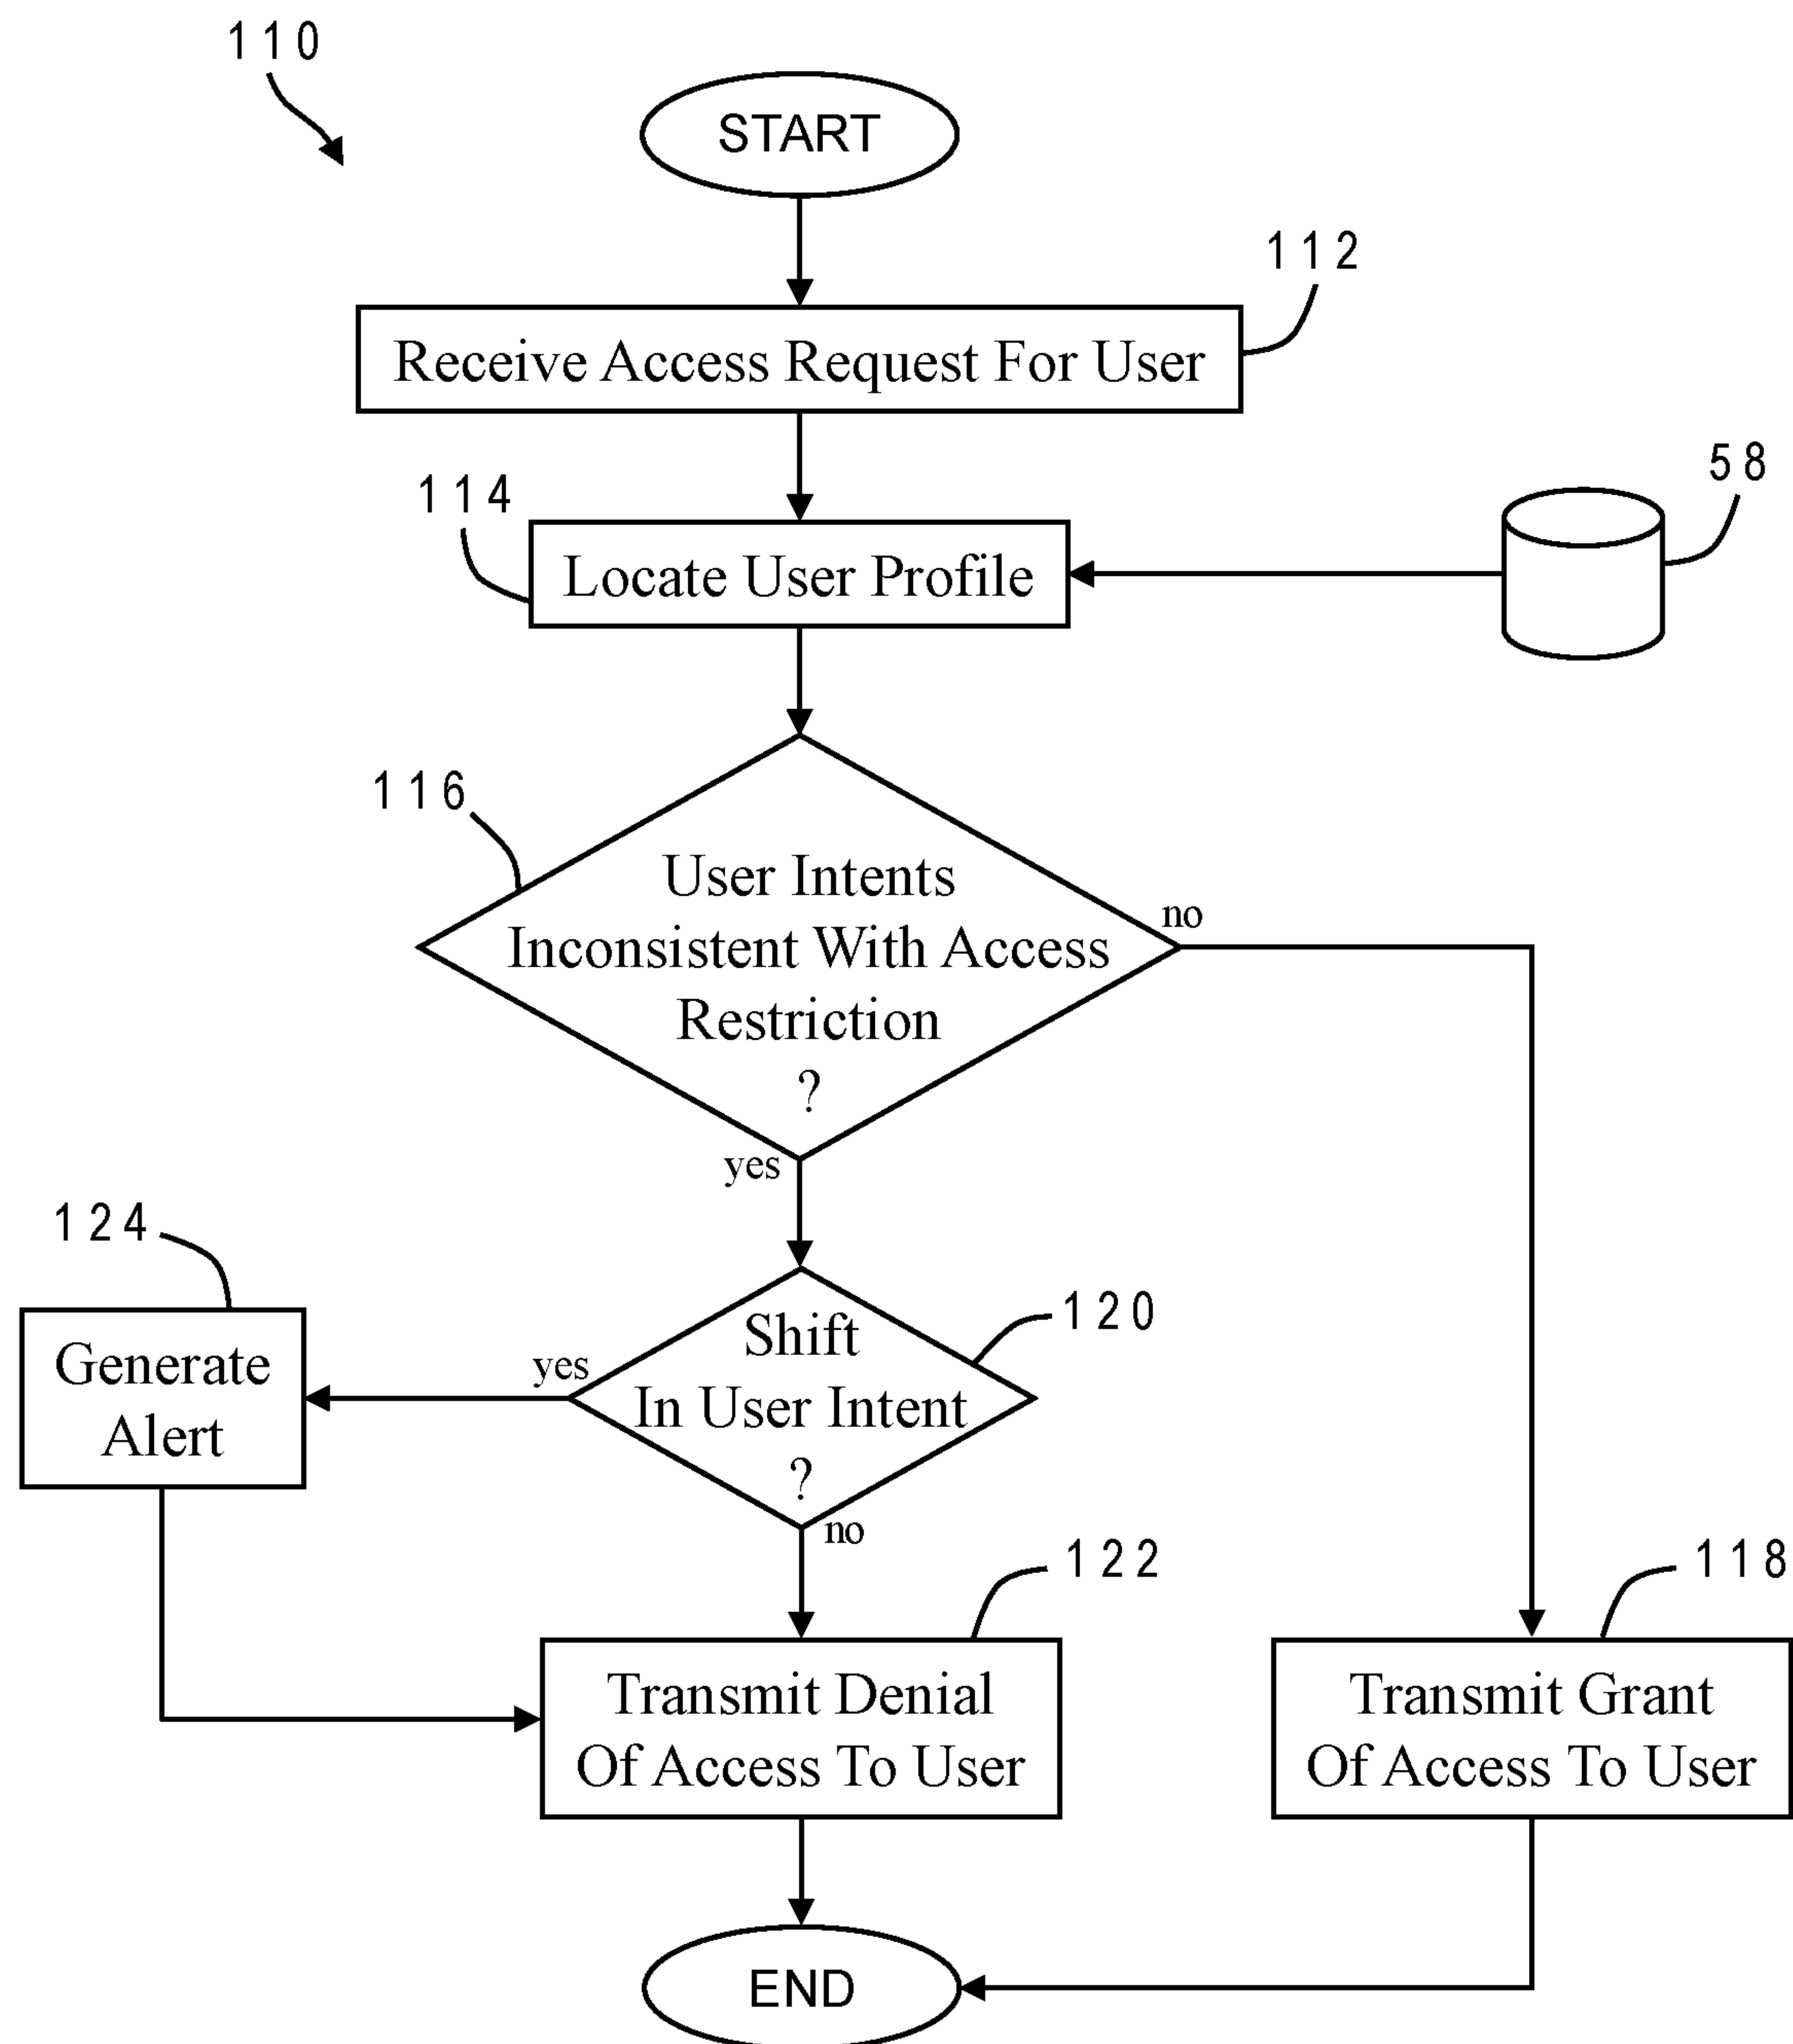 110
START
112
Receive Access Request For User
114
58
Locate User Profile
116
User Intents
Inconsistent With Access
Restriction
?
no
yes
124
120
Generate
Alert
yes
Shift
In User Intent
?
no
122
118
Transmit Denial
Of Access To User
Transmit Grant
Of Access To User
END